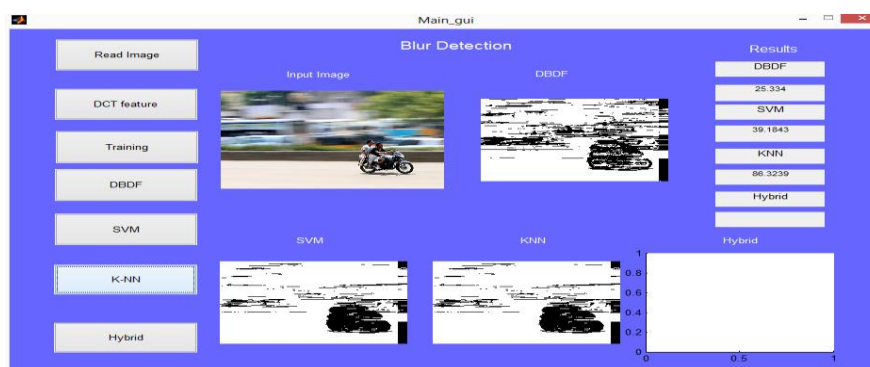 Main_gui
Blur Detection
Read Image
DCT feature
Training
DBDF
SVM
K-NN
Hybrid
Input Image
DBDF
SVM
KNN
Hybrid
1
0.8
0.6
0.4
0.2
0
0
0.5
1
Results
DBDF
25.334
SVM
39.1843
KNN
86.3239
Hybrid